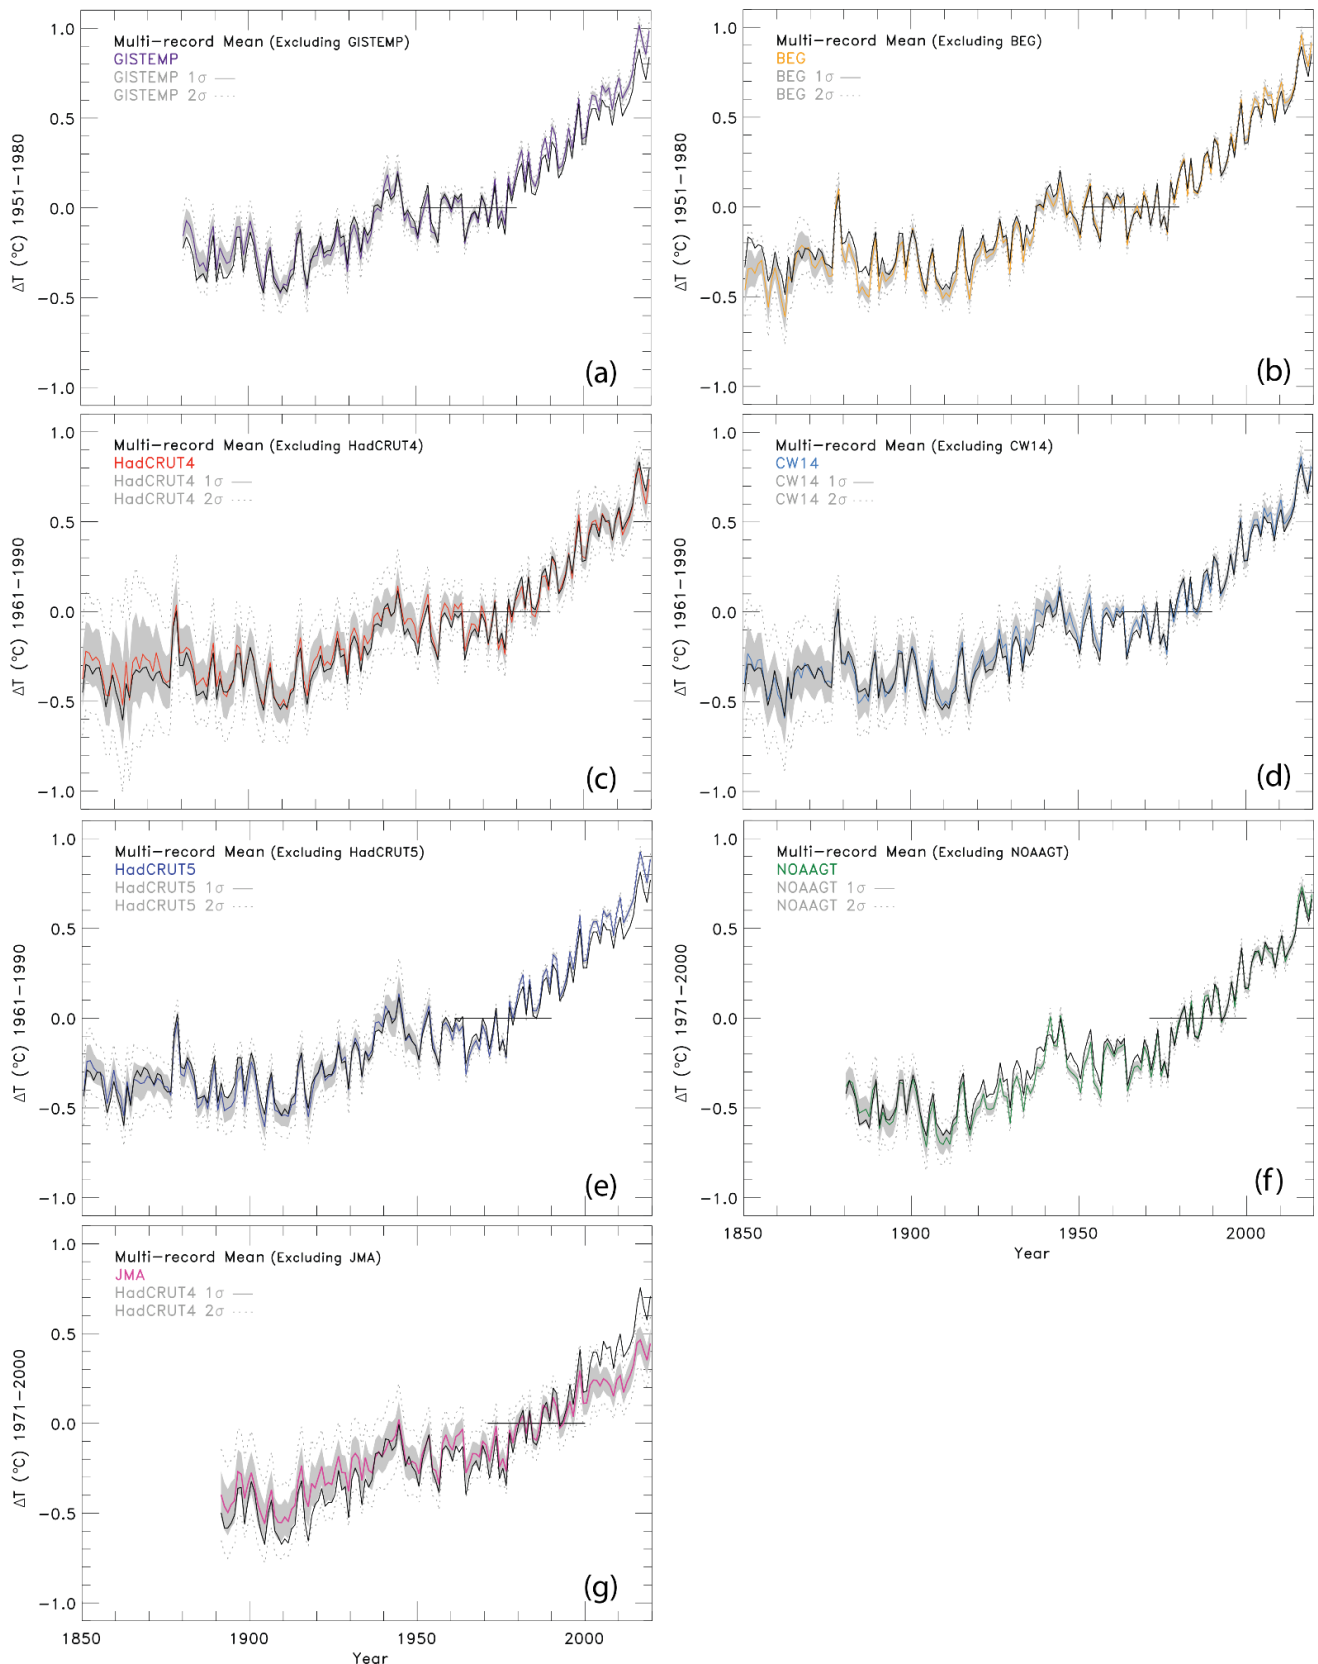 Multi-record Mean (Excluding GISTEMP)
GISTEMP
GISTEMP 1σ
GISTEMP 2σ
1.0
0.5
0.0
-0.5
-1.0
ΔT (°C) 1951-1980
(a)
Multi-record Mean (Excluding BEG)
BEG
BEG 1σ
BEG 2σ
1.0
0.5
0.0
-0.5
-1.0
ΔT (°C) 1951-1980
(b)
Multi-record Mean (Excluding HadCRUT4)
HadCRUT4
HadCRUT4 1σ
HadCRUT4 2σ
1.0
0.5
0.0
-0.5
-1.0
ΔT (°C) 1961-1990
(c)
Multi-record Mean (Excluding CW14)
CW14
CW14 1σ
CW14 2σ
1.0
0.5
0.0
-0.5
-1.0
ΔT (°C) 1961-1990
(d)
Multi-record Mean (Excluding HadCRUT5)
HadCRUT5
HadCRUT5 1σ
HadCRUT5 2σ
1.0
0.5
0.0
-0.5
-1.0
ΔT (°C) 1961-1990
(e)
Multi-record Mean (Excluding NOAAGT)
NOAAGT
NOAAGT 1σ
NOAAGT 2σ
1.0
0.5
0.0
-0.5
-1.0
ΔT (°C) 1971-2000
(f)
1850 1900 1950 2000
Year
Multi-record Mean (Excluding JMA)
JMA
HadCRUT4 1σ
HadCRUT4 2σ
1.0
0.5
0.0
-0.5
-1.0
ΔT (°C) 1971-2000
(g)
1850 1900 1950 2000
Year